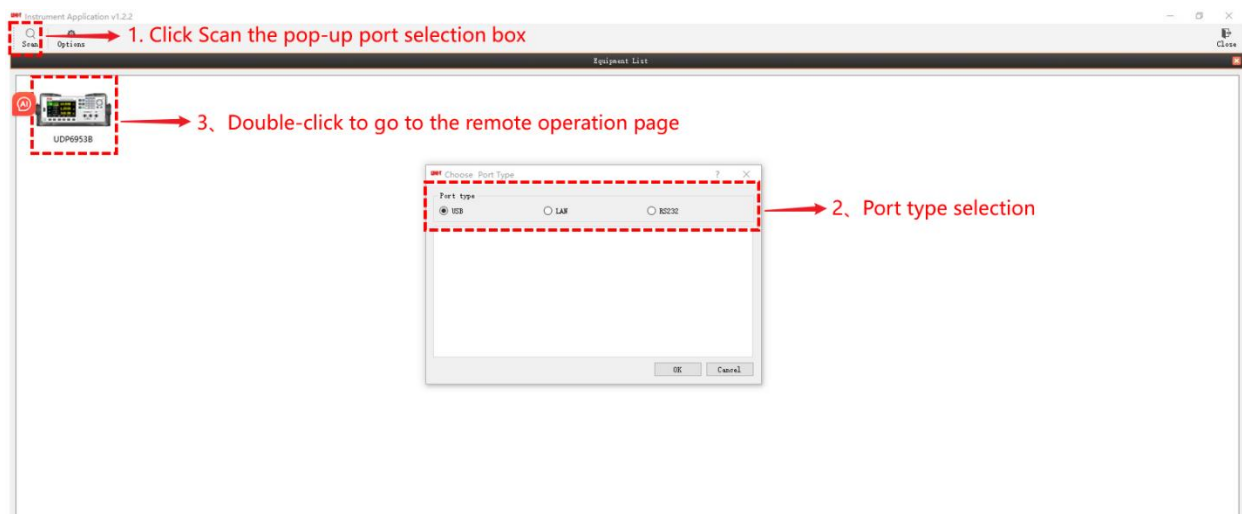 UNI-T Instrument Application v1.2.2
Scan
Options
1. Click Scan the pop-up port selection box
Close
Equipment List
AI
UDP6953B
3、Double-click to go to the remote operation page
Choose Port Type
Port type
USB
LAN
RS232
2、Port type selection
OK
Cancel